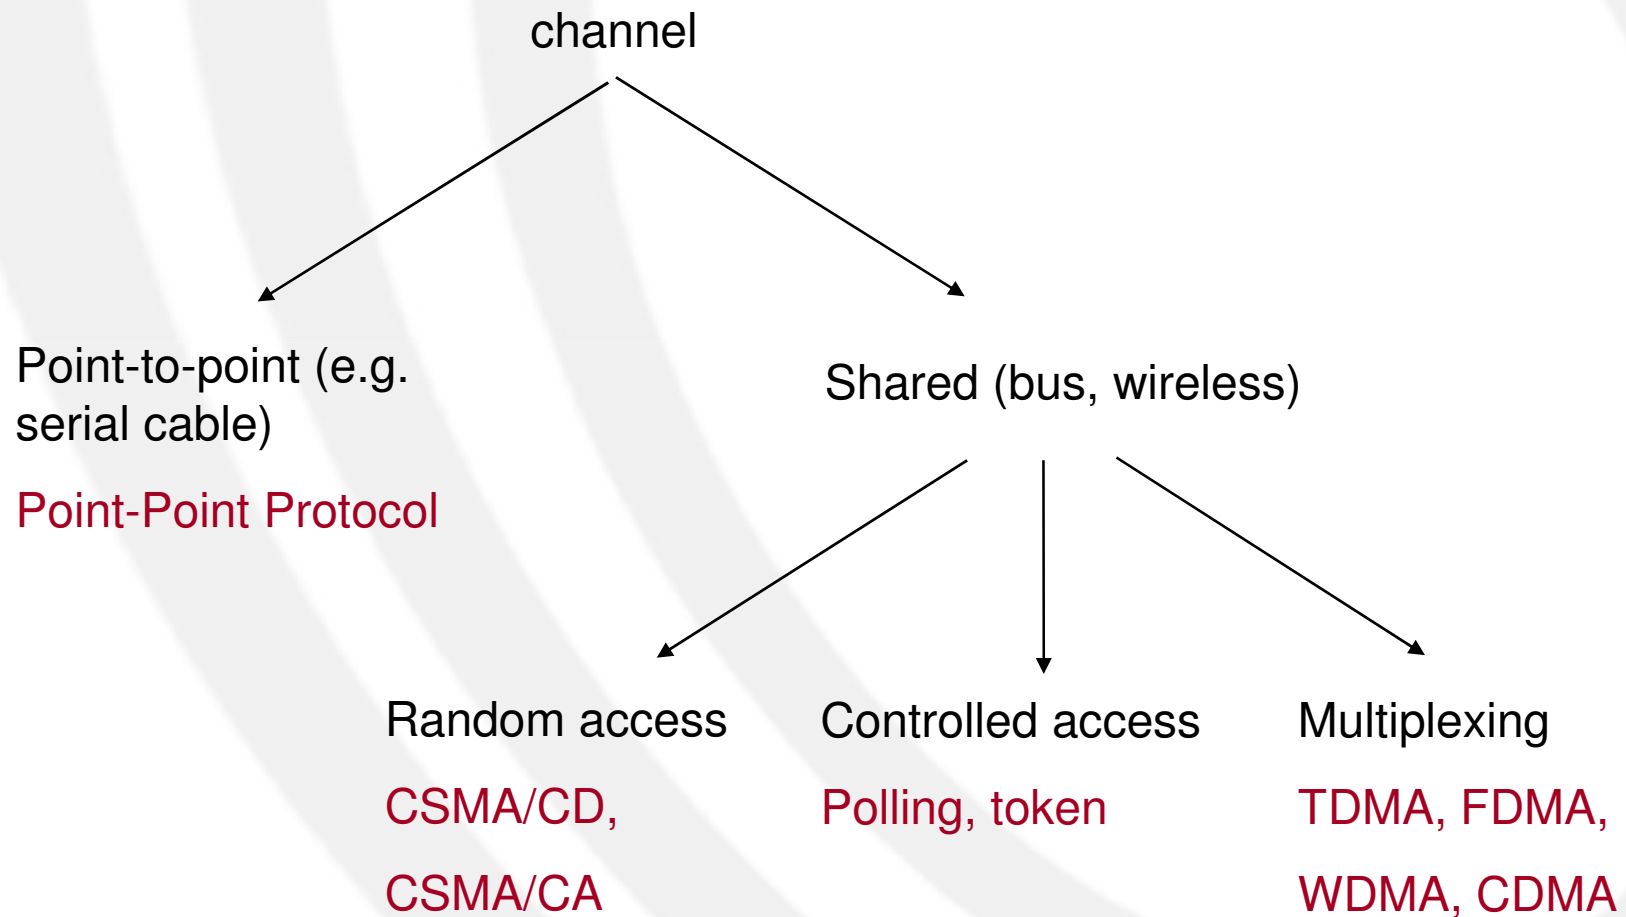 channel
Point-to-point (e.g.
serial cable)
Point-Point Protocol
Shared (bus, wireless)
Random access
CSMA/CD,
CSMA/CA
Controlled access
Polling, token
Multiplexing
TDMA, FDMA,
WDMA, CDMA